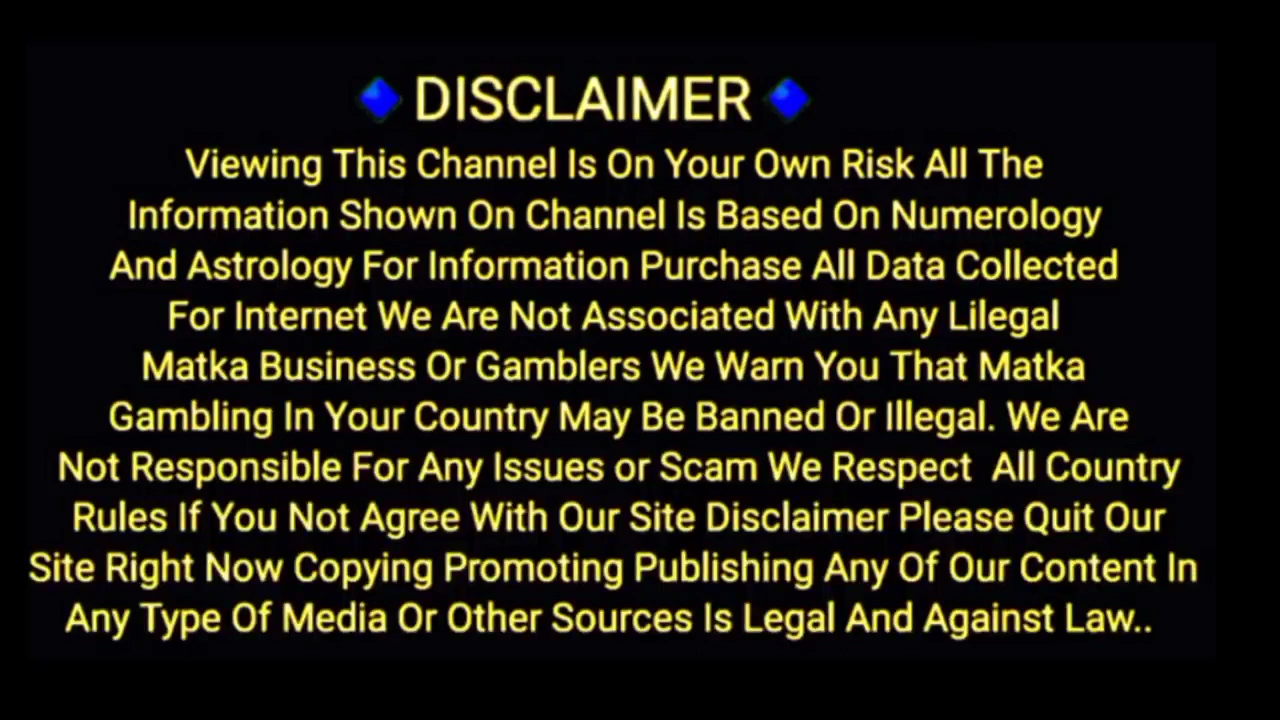 🔹DISCLAIMER🔹
Viewing This Channel Is On Your Own Risk All The
Information Shown On Channel Is Based On Numerology
And Astrology For Information Purchase All Data Collected
For Internet We Are Not Associated With Any Lilegal
Matka Business Or Gamblers We Warn You That Matka
Gambling In Your Country May Be Banned Or Illegal. We Are
Not Responsible For Any Issues or Scam We Respect  All Country
Rules If You Not Agree With Our Site Disclaimer Please Quit Our
Site Right Now Copying Promoting Publishing Any Of Our Content In
Any Type Of Media Or Other Sources Is Legal And Against Law..